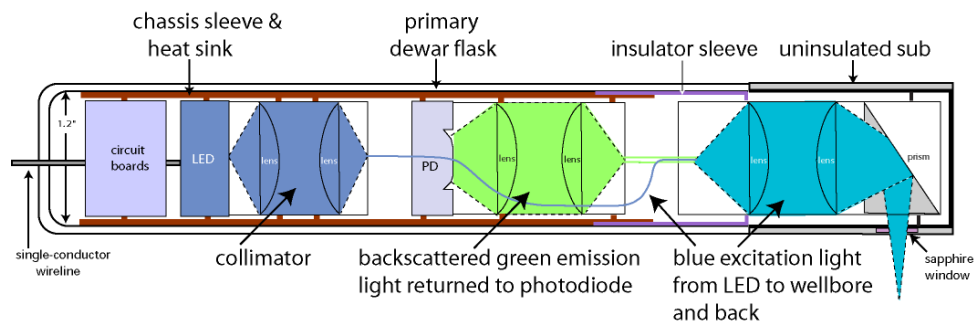 chassis sleeve &
heat sink
primary
dewar flask
insulator sleeve
uninsulated sub
1.2"
circuit
boards
LED
lens
lens
PD
lens
lens
lens
lens
prism
single-conductor
wireline
collimator
backscattered green emission
light returned to photodiode
blue excitation light
from LED to wellbore
and back
sapphire
window